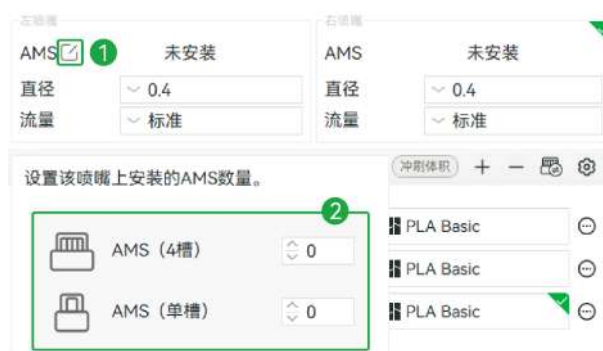 左喷嘴
右喷嘴
AMS 1 未安装
AMS 未安装
直径 0.4
直径 0.4
流量 标准
流量 标准
设置该喷嘴上安装的AMS数量。
冲刷体积
2
AMS（4槽） 0
AMS（单槽） 0
PLA Basic
PLA Basic
PLA Basic